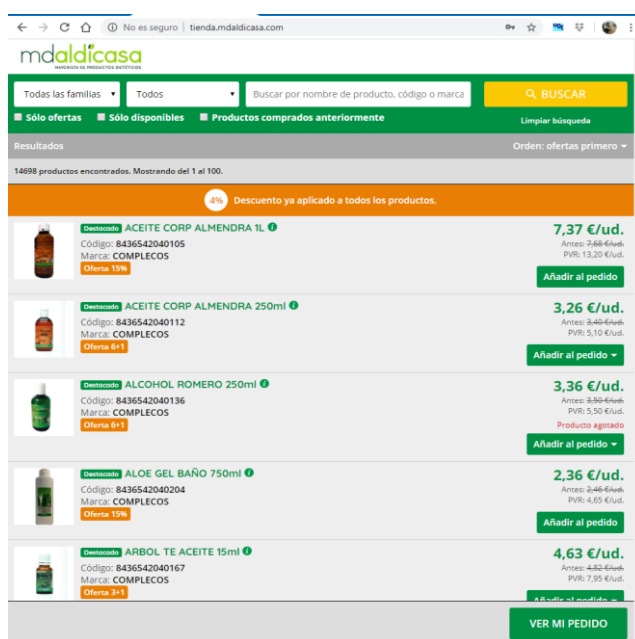 No es seguro | tienda.mdaldicasa.com
mdaldicasa
MAYORISTA DE PRODUCTOS DIETÉTICOS
Todas las familias Todos Buscar por nombre de producto, código o marca BUSCAR
Sólo ofertas Sólo disponibles Productos comprados anteriormente Limpiar búsqueda
Resultados Orden: ofertas primero
14698 productos encontrados. Mostrando del 1 al 100.
4% Descuento ya aplicado a todos los productos.
Destacado ACEITE CORP ALMENDRA 1L 7,37 €/ud.
Código: 8436542040105 Antes: 7,68 €/ud.
Marca: COMPLECOS PVR: 13,20 €/ud.
Oferta 15% Añadir al pedido
Destacado ACEITE CORP ALMENDRA 250ml 3,26 €/ud.
Código: 8436542040112 Antes: 3,40 €/ud.
Marca: COMPLECOS PVR: 5,10 €/ud.
Oferta 6+1 Añadir al pedido
Destacado ALCOHOL ROMERO 250ml 3,36 €/ud.
Código: 8436542040136 Antes: 3,50 €/ud.
Marca: COMPLECOS PVR: 5,50 €/ud.
Oferta 6+1 Producto agotado
Añadir al pedido
Destacado ALOE GEL BAÑO 750ml 2,36 €/ud.
Código: 8436542040204 Antes: 2,46 €/ud.
Marca: COMPLECOS PVR: 4,65 €/ud.
Oferta 15% Añadir al pedido
Destacado ARBOL TE ACEITE 15ml 4,63 €/ud.
Código: 8436542040167 Antes: 4,82 €/ud.
Marca: COMPLECOS PVR: 7,95 €/ud.
Oferta 3+1 Añadir al pedido
VER MI PEDIDO